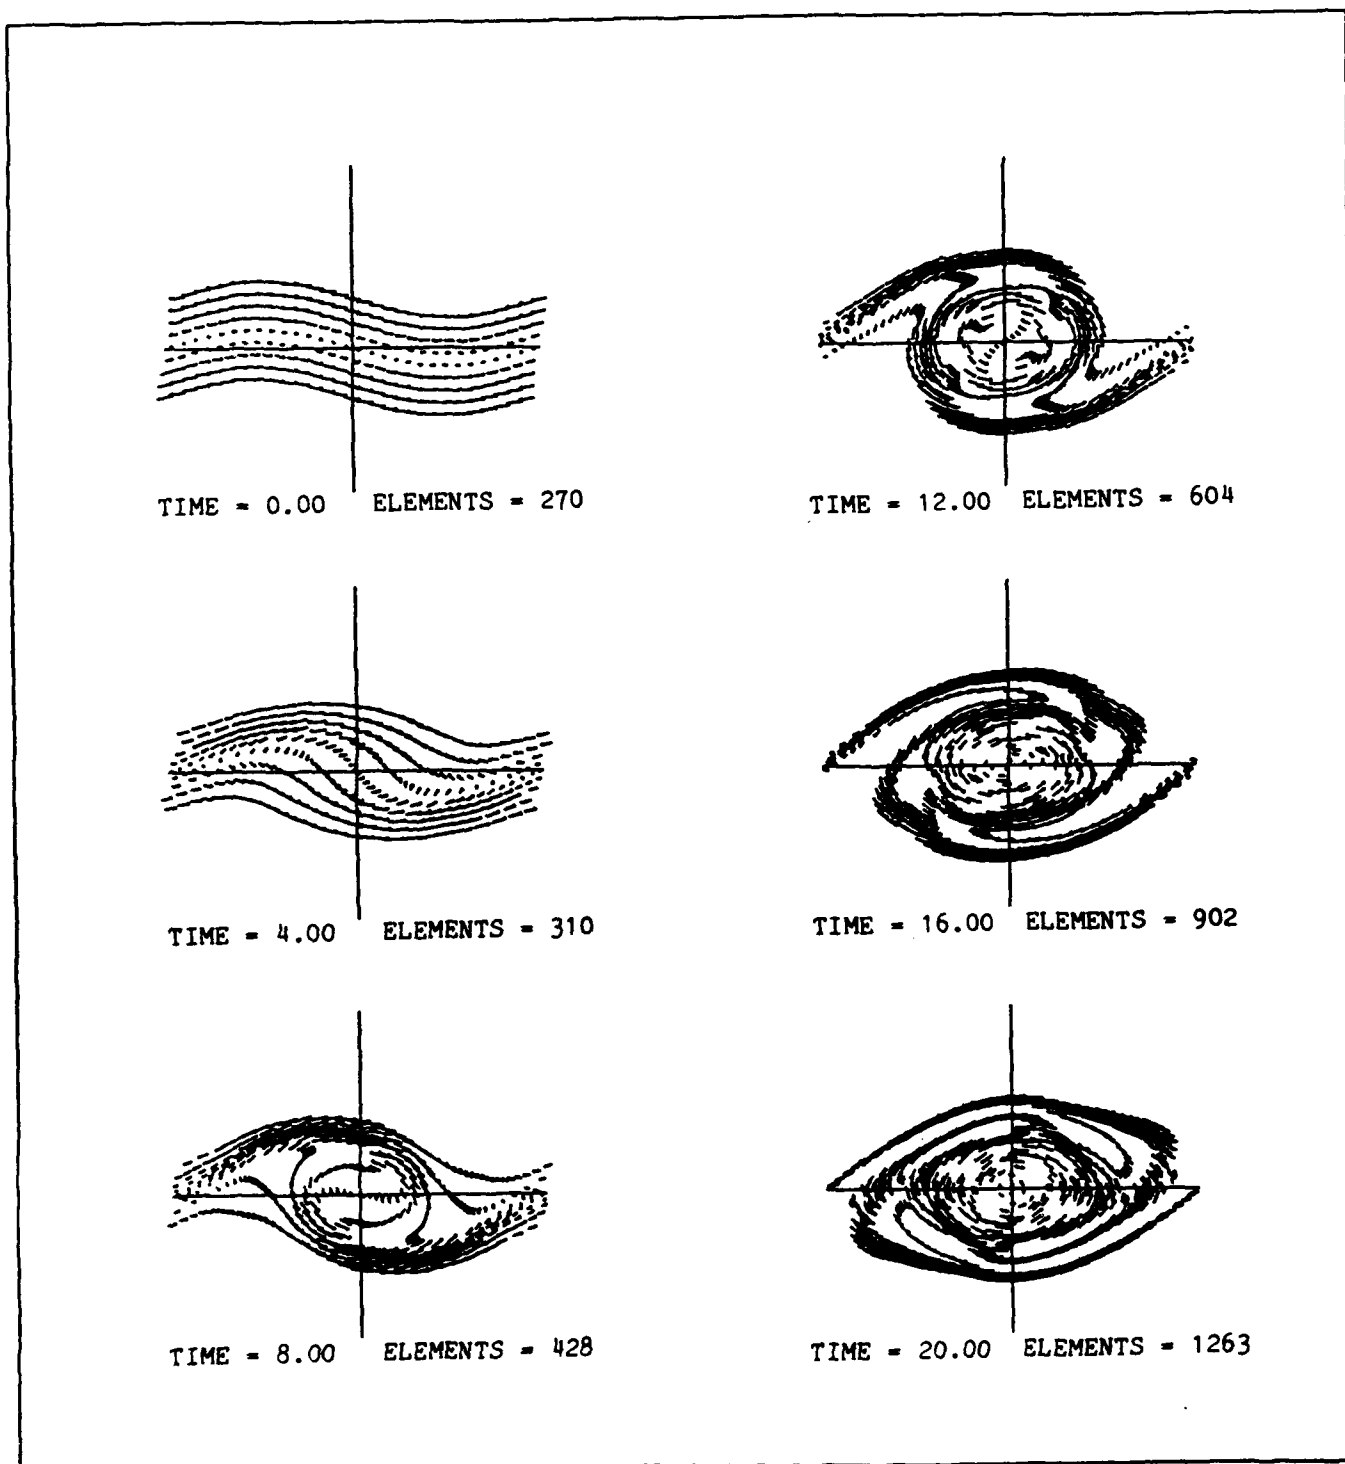 TIME = 0.00 ELEMENTS = 270
TIME = 4.00 ELEMENTS = 310
TIME = 8.00 ELEMENTS = 428
TIME = 12.00 ELEMENTS = 604
TIME = 16.00 ELEMENTS = 902
TIME = 20.00 ELEMENTS = 1263